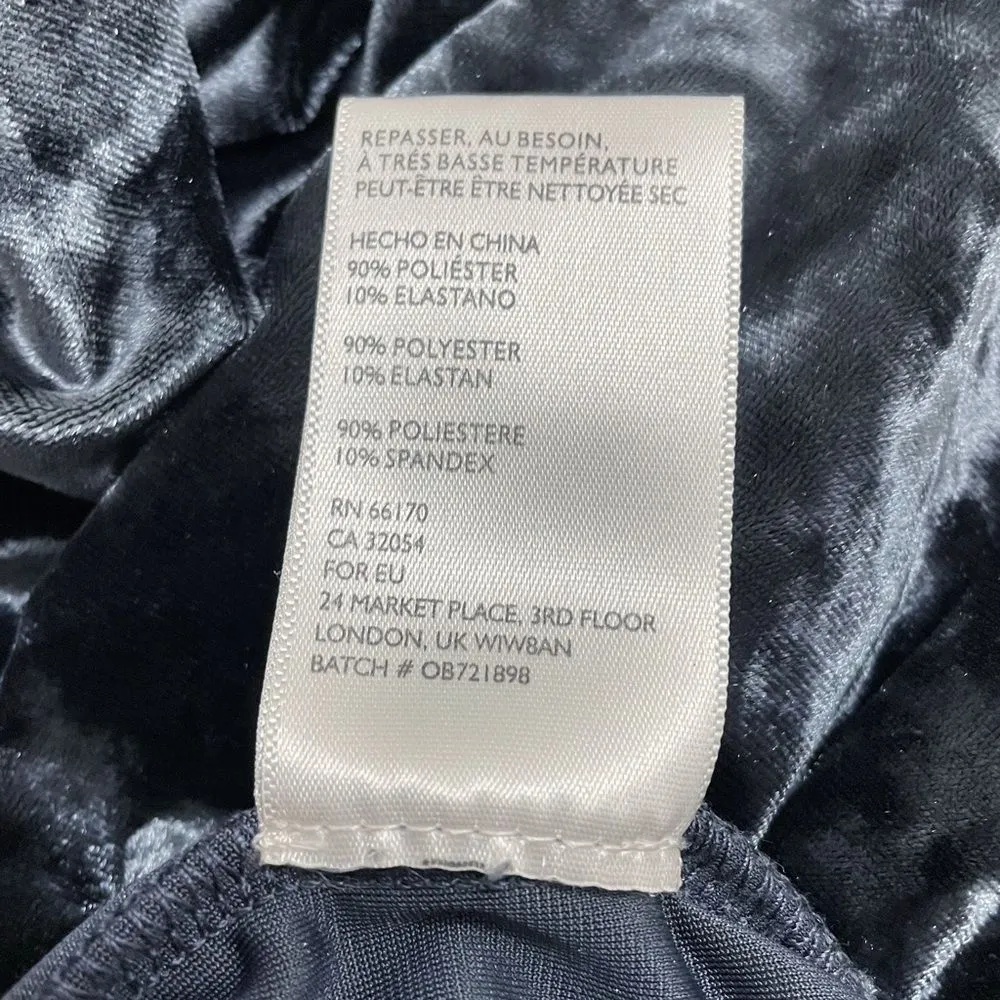 REPASSER, AU BESOIN,
À TRÉS BASSE TEMPÉRATURE
PEUT-ÊTRE ÊTRE NETTOYÉE SEC
HECHO EN CHINA
90% POLIÉSTER
10% ELASTANO
90% POLYESTER
10% ELASTAN
90% POLIESTERE
10% SPANDEX
RN 66170
CA 32054
FOR EU
24 MARKET PLACE, 3RD FLOOR
LONDON, UK W1W8AN
BATCH # OB721898